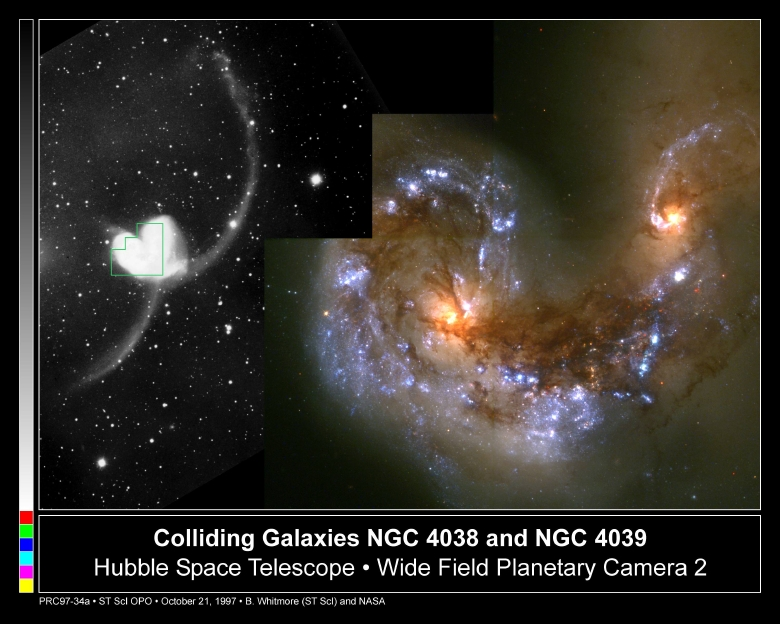 Colliding Galaxies NGC 4038 and NGC 4039
Hubble Space Telescope • Wide Field Planetary Camera 2
PRC97-34a • ST ScI OPO • October 21, 1997 • B. Whitmore (ST ScI) and NASA